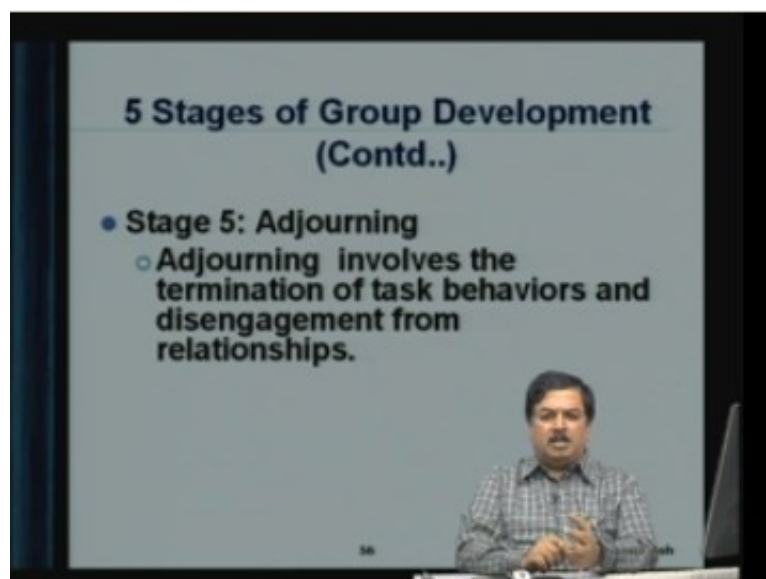 5 Stages of Group Development
(Contd..)
Stage 5: Adjourning
Adjourning involves the
termination of task behaviors and
disengagement from
relationships.
56